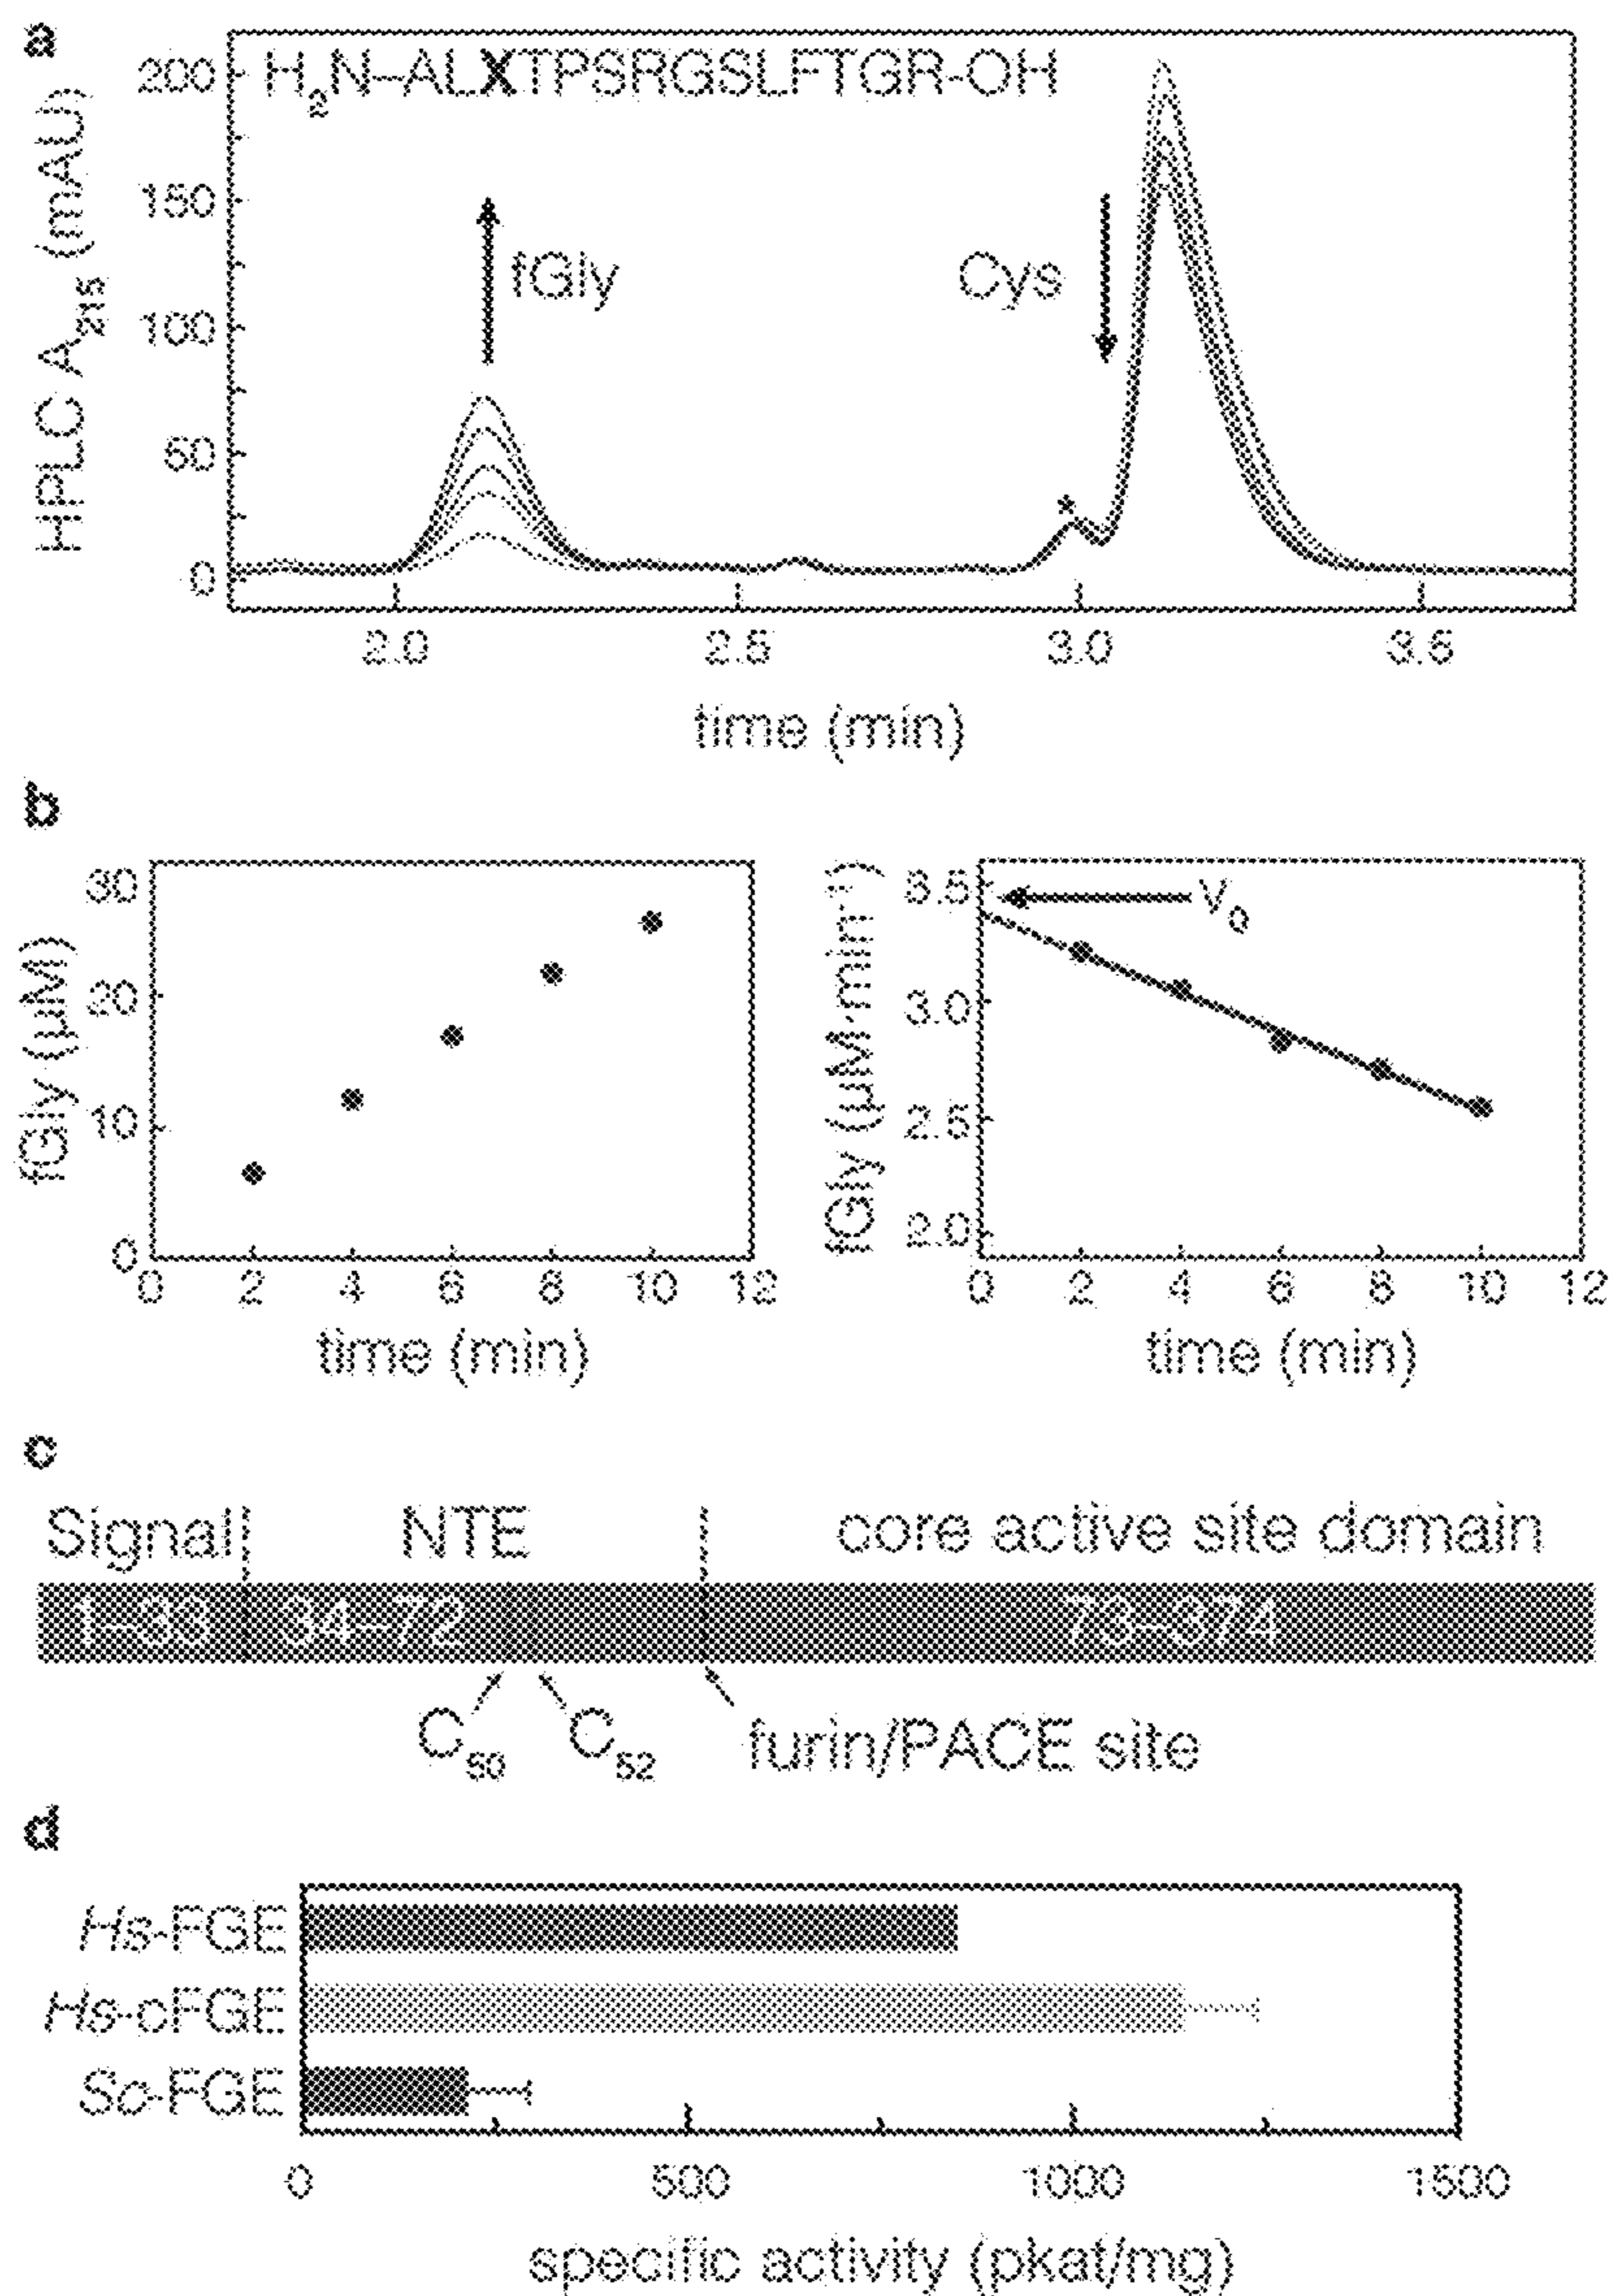 a
H₂N–ALXTPSRGSLFTGR-OH
HPLC A₂₁₅ (mAU)
200
150
100
50
0
fGly
Cys
*
2.0 2.5 3.0 3.5
time (min)
b
fGly (µM)
30
20
10
0
0 2 4 6 8 10 12
time (min)
fGly (µM·min⁻¹)
3.5
3.0
2.5
2.0
V₀
0 2 4 6 8 10 12
time (min)
c
Signal NTE core active site domain
1–33 34–72 73–374
C₅₀ C₅₂ furin/PACE site
d
Hs-FGE
Hs-cFGE
Sc-FGE
0 500 1000 1500
specific activity (pkat/mg)